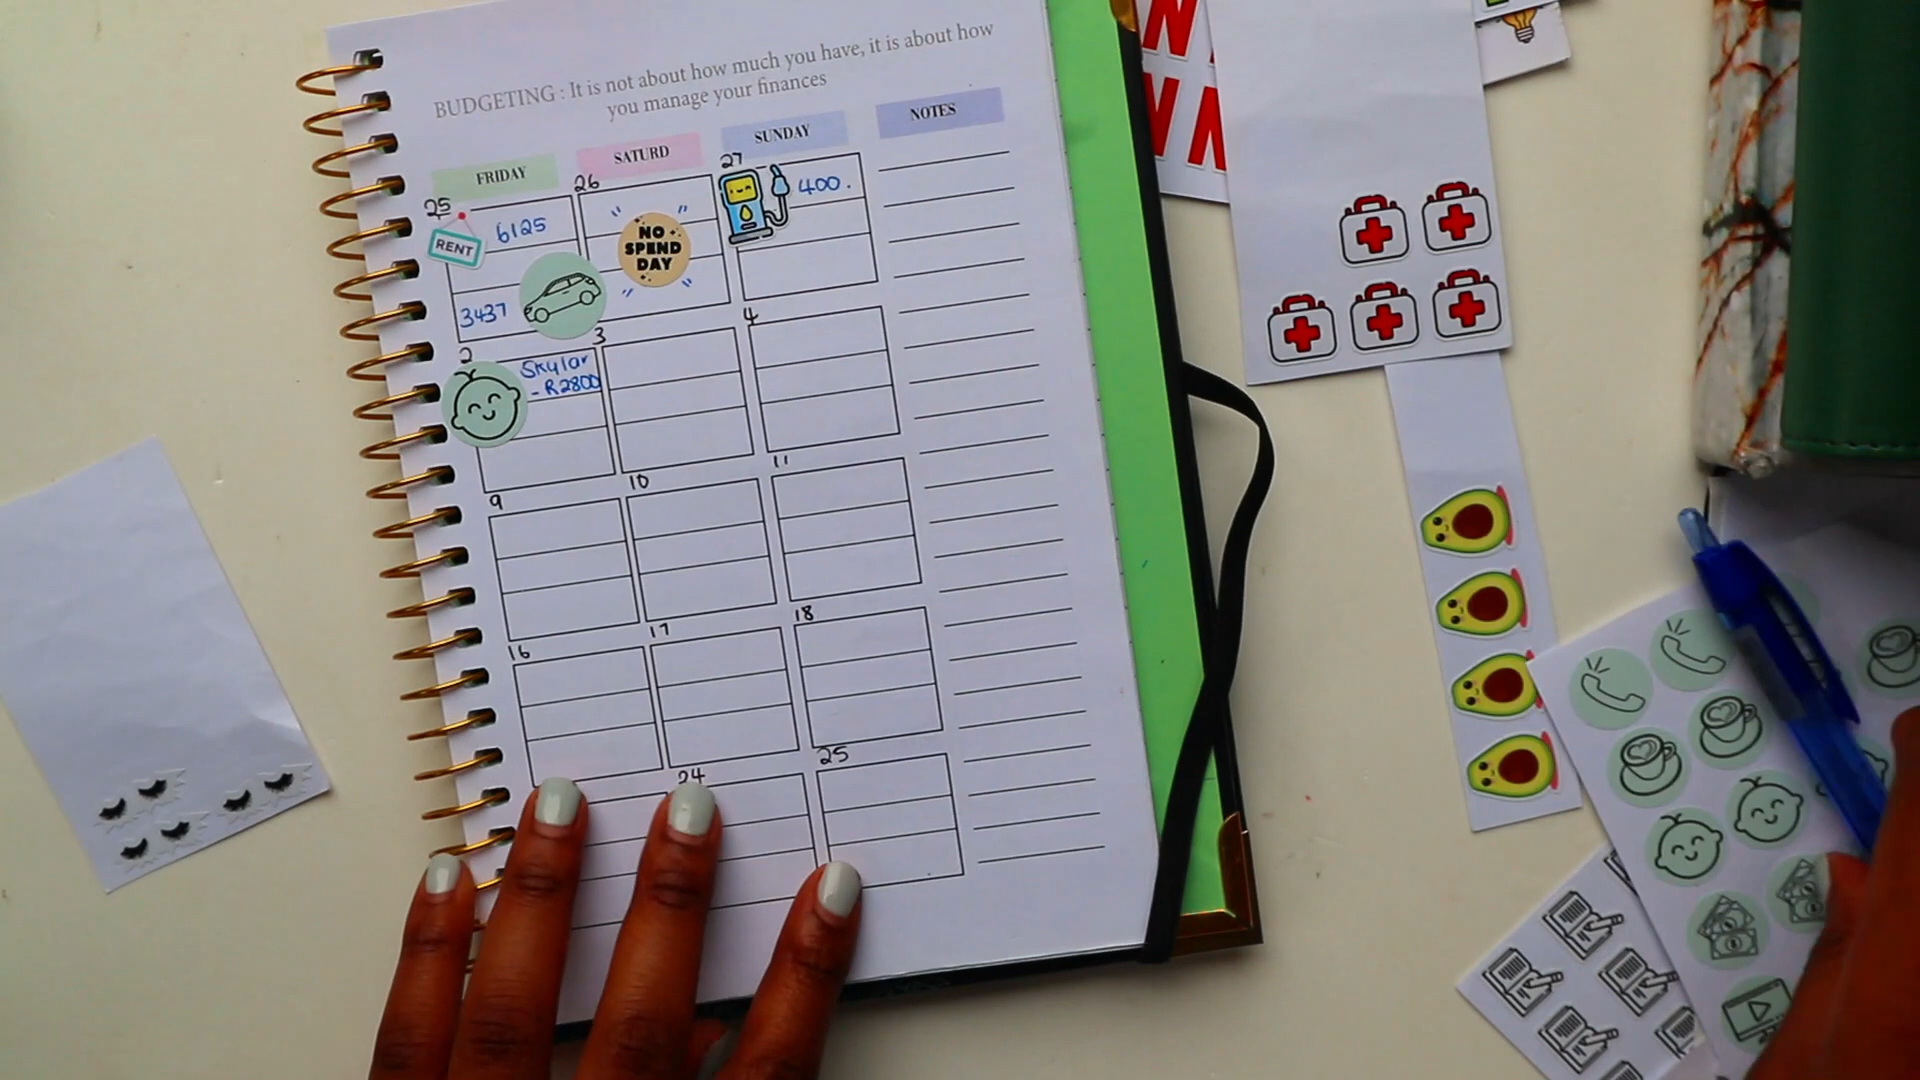 BUDGETING : It is not about how much you have, it is about how
you manage your finances
FRIDAY
SATURD
SUNDAY
NOTES
25
26
27
RENT
6125
NO
SPEND
DAY
400.
3437
2
3
4
Skylar
- R2800
9
10
11
16
17
18
24
25